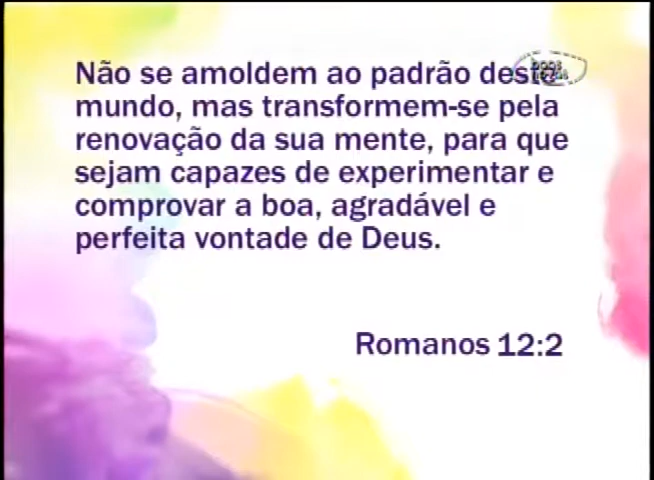 Não se amoldem ao padrão deste
mundo, mas transformem-se pela
renovação da sua mente, para que
sejam capazes de experimentar e
comprovar a boa, agradável e
perfeita vontade de Deus.
Romanos 12:2